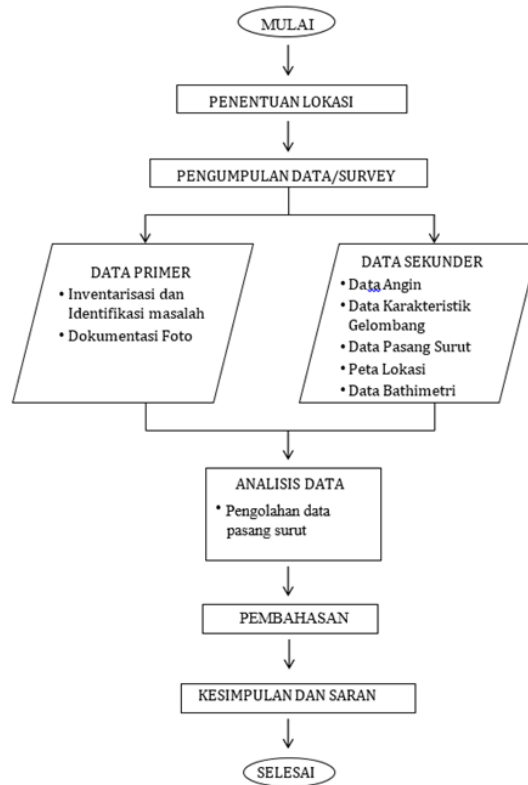 MULAI
PENENTUAN LOKASI
PENGUMPULAN DATA/SURVEY
DATA PRIMER
• Inventarisasi dan
Identifikasi masalah
• Dokumentasi Foto
DATA SEKUNDER
• Data Angin
• Data Karakteristik
Gelombang
• Data Pasang Surut
• Peta Lokasi
• Data Bathimetri
ANALISIS DATA
• Pengolahan data
pasang surut
PEMBAHASAN
KESIMPULAN DAN SARAN
SELESAI